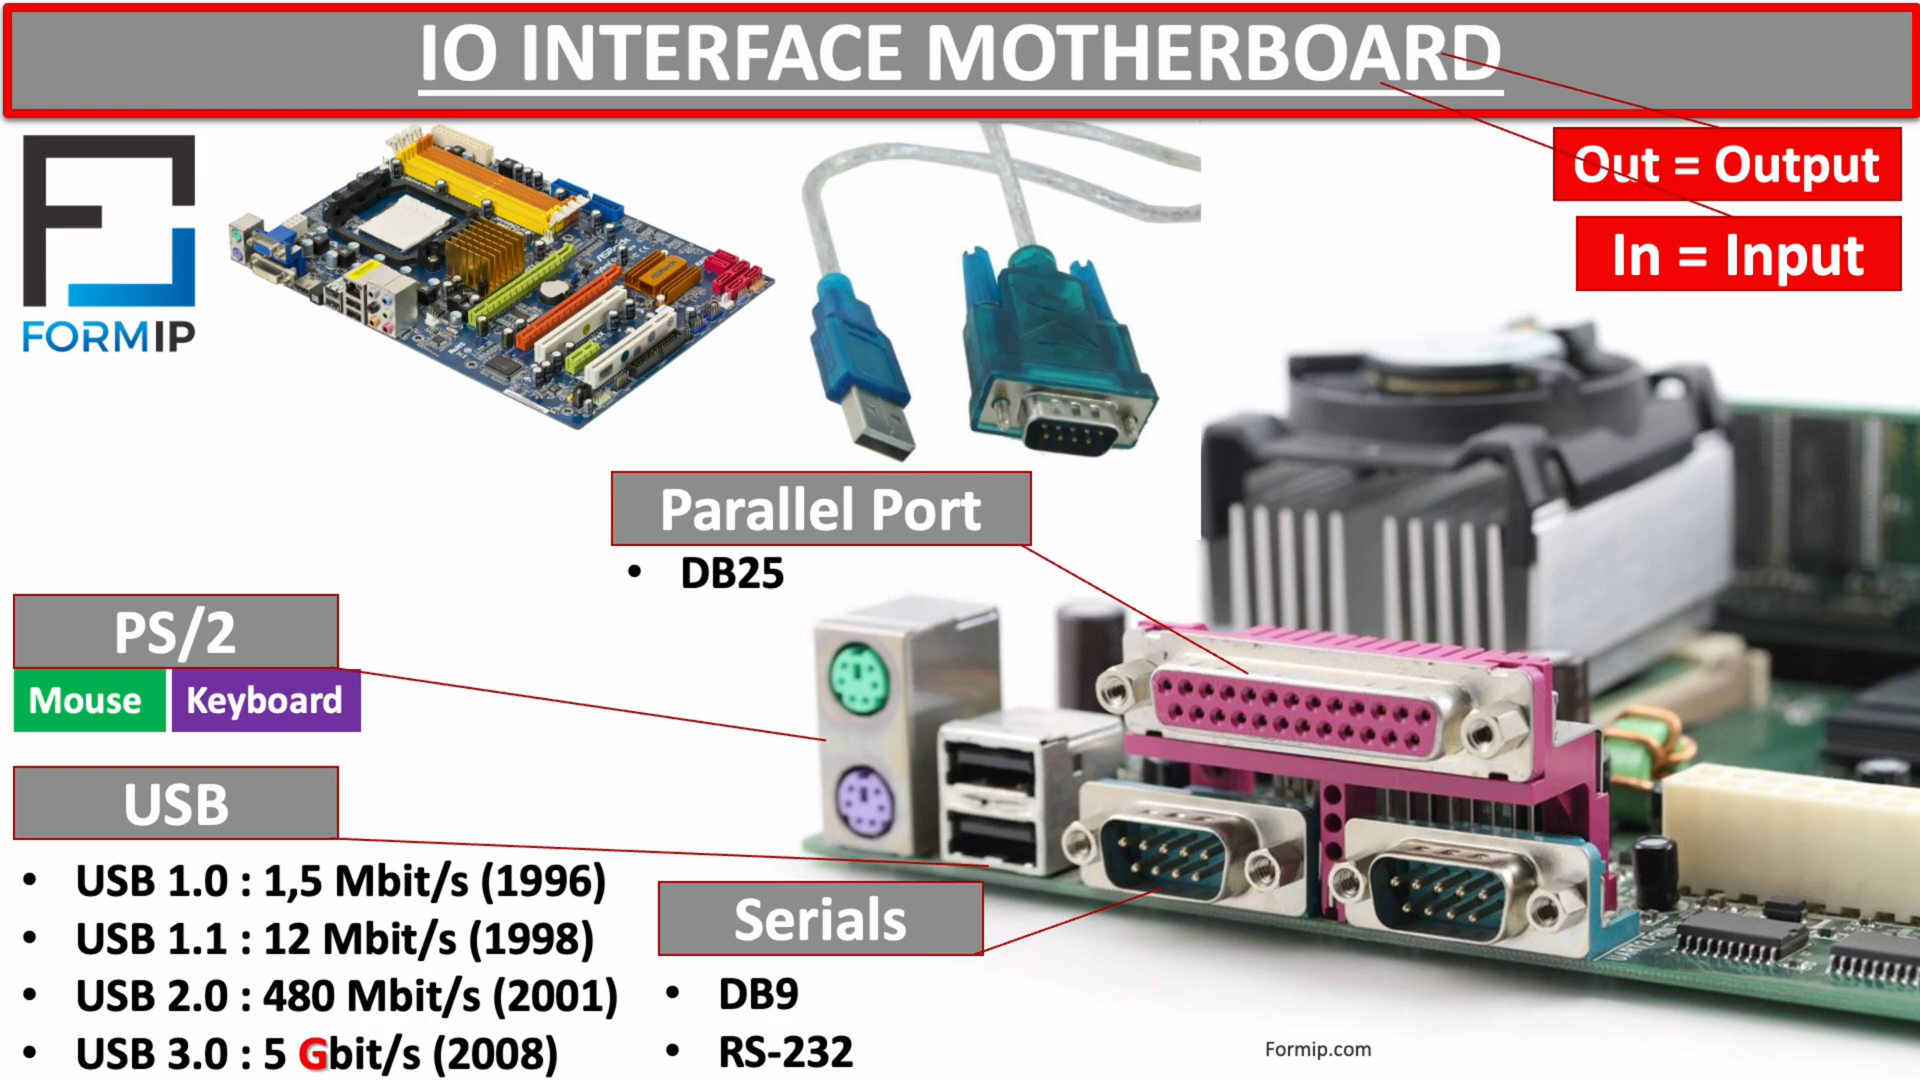 IO INTERFACE MOTHERBOARD
Out = Output
In = Input
FORMIP
Parallel Port
• DB25
PS/2
Mouse
Keyboard
USB
• USB 1.0 : 1,5 Mbit/s (1996)
• USB 1.1 : 12 Mbit/s (1998)
• USB 2.0 : 480 Mbit/s (2001)
• USB 3.0 : 5 Gbit/s (2008)
Serials
• DB9
• RS-232
Formip.com